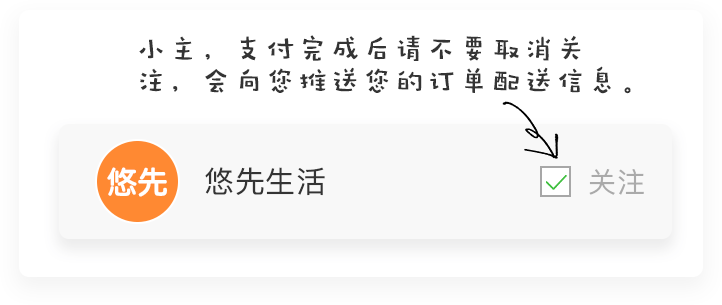 小主，支付完成后请不要取消关
注，会向您推送您的订单配送信息。
悠先
悠先生活
关注